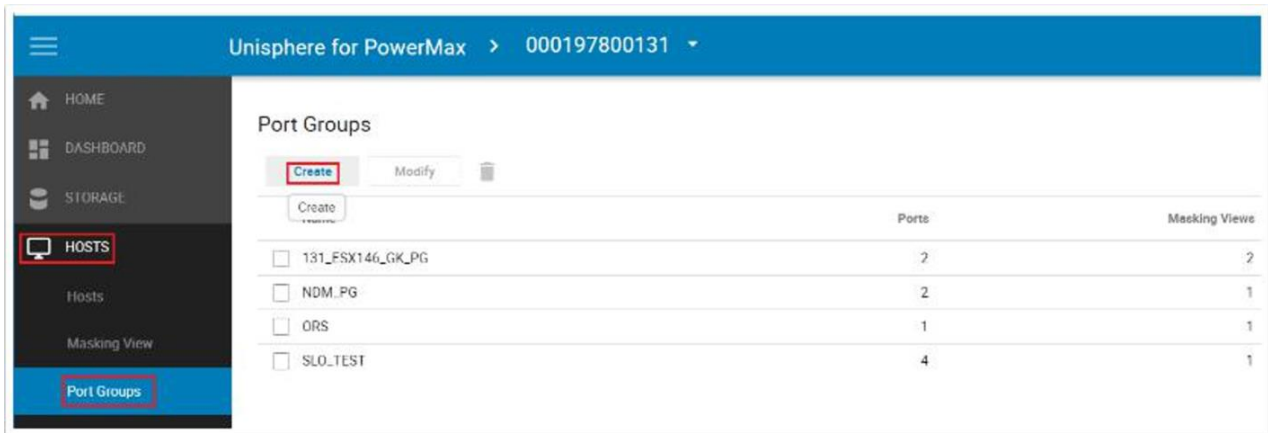 Unisphere for PowerMax > 000197800131
HOME
DASHBOARD
STORAGE
HOSTS
Hosts
Masking View
Port Groups
Port Groups
Create Modify
Create
Name Ports Masking Views
131_ESX146_GK_PG 2 2
NDM_PG 2 1
ORS 1 1
SLO_TEST 4 1